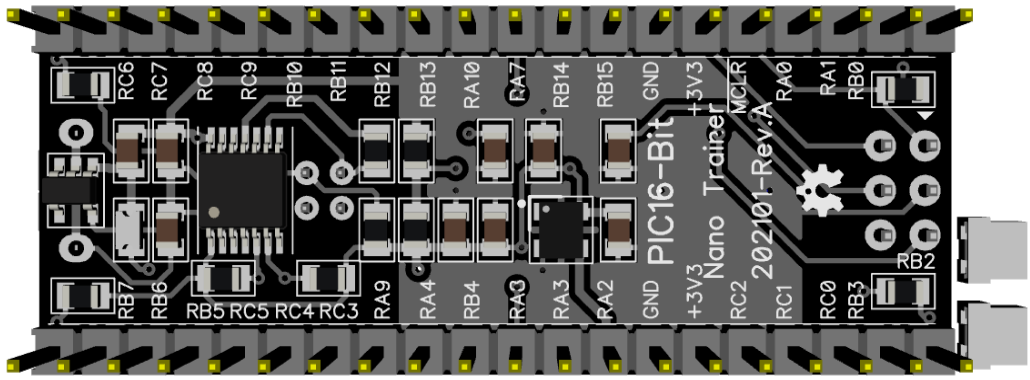 RC6
RC7
RC8
RC9
RB10
RB11
RB12
RB13
RA10
RA7
RB14
RB15
GND
+3V3
MCLR
RA0
RA1
RB0
PIC16-Bit
Nano Trainer
202101-Rev.A
RB2
RB7
RB6
RB5
RC5
RC4
RC3
RA9
RA4
RB4
RA3
RA3
RA2
GND
+3V3
RC2
RC1
RC0
RB3